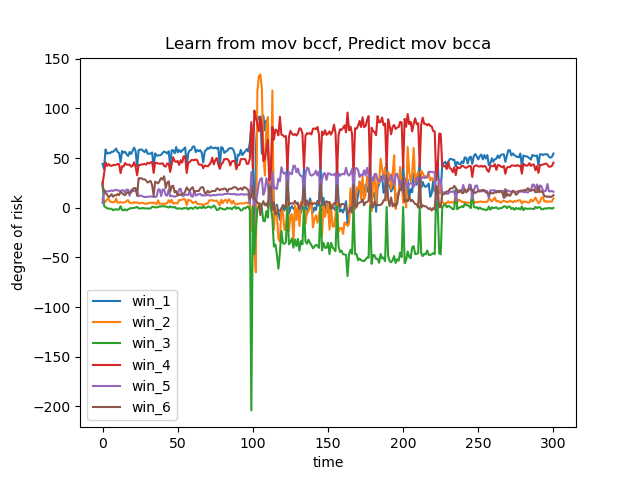 Learn from mov bccf, Predict mov bcca
degree of risk
150
100
50
0
−50
−100
−150
−200
win_1
win_2
win_3
win_4
win_5
win_6
0 50 100 150 200 250 300
time